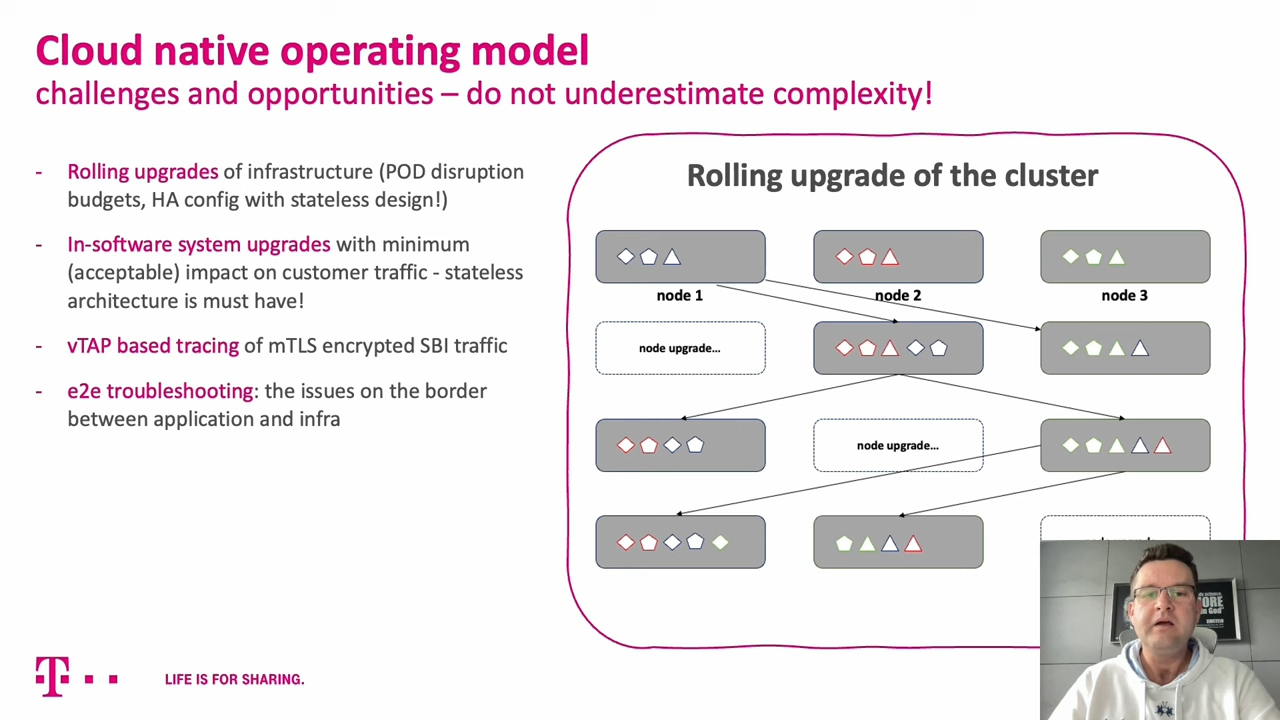 Cloud native operating model
challenges and opportunities – do not underestimate complexity!
- Rolling upgrades of infrastructure (POD disruption
budgets, HA config with stateless design!)
- In-software system upgrades with minimum
(acceptable) impact on customer traffic - stateless
architecture is must have!
- vTAP based tracing of mTLS encrypted SBI traffic
- e2e troubleshooting: the issues on the border
between application and infra
Rolling upgrade of the cluster
node 1
node 2
node 3
node upgrade...
node upgrade...
MORE
T
LIFE IS FOR SHARING.